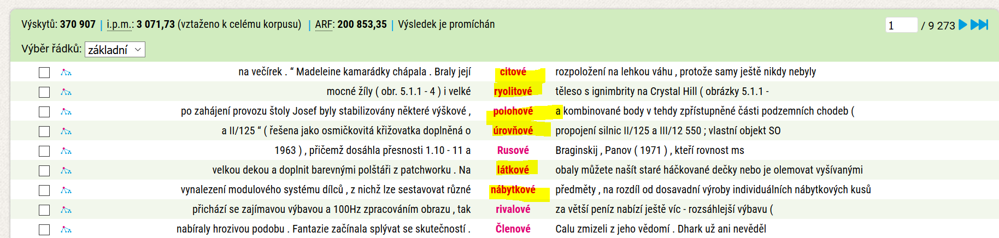 Výskytů: 370 907 | i.p.m.: 3 071,73 (vztaženo k celému korpusu) | ARF: 200 853,35 | Výsledek je promíchán
1 / 9 273
Výběr řádků: základní
na večírek . “ Madeleine kamarádky chápala . Braly její citové rozpoložení na lehkou váhu , protože samy ještě nikdy nebyly
mocné žíly ( obr. 5.1.1 - 4 ) i velké ryolitové těleso s ignimbrity na Crystal Hill ( obrázky 5.1.1 -
po zahájení provozu štoly Josef byly stabilizovány některé výškové , polohové a kombinované body v tehdy zpřístupněné části podzemních chodeb (
a II/125 “ ( řešena jako osmičkovitá křižovatka doplněná o úrovňové propojení silnic II/125 a III/12 550 ; vlastní objekt SO
1963 ) , přičemž dosáhla přesnosti 1.10 - 11 a Rusové Braginskij , Panov ( 1971 ) , kteří rovnost ms
velkou dekou a doplnit barevnými polštáři z patchworku . Na látkové obaly můžete našít staré háčkované dečky nebo je olemovat vyšívanými
vynalezení modulového systému dílců , z nichž lze sestavovat různé nábytkové předměty , na rozdíl od dosavadní výroby individuálních nábytkových kusů
přichází se zajímavou výbavou a 100Hz zpracováním obrazu , tak rivalové za větší peníz nabízí ještě víc - rozsáhlejší výbavu (
nabíraly hrozivou podobu . Fantazie začínala splývat se skutečností . Členové Calu zmizeli z jeho vědomí . Dhark už ani nevěděl